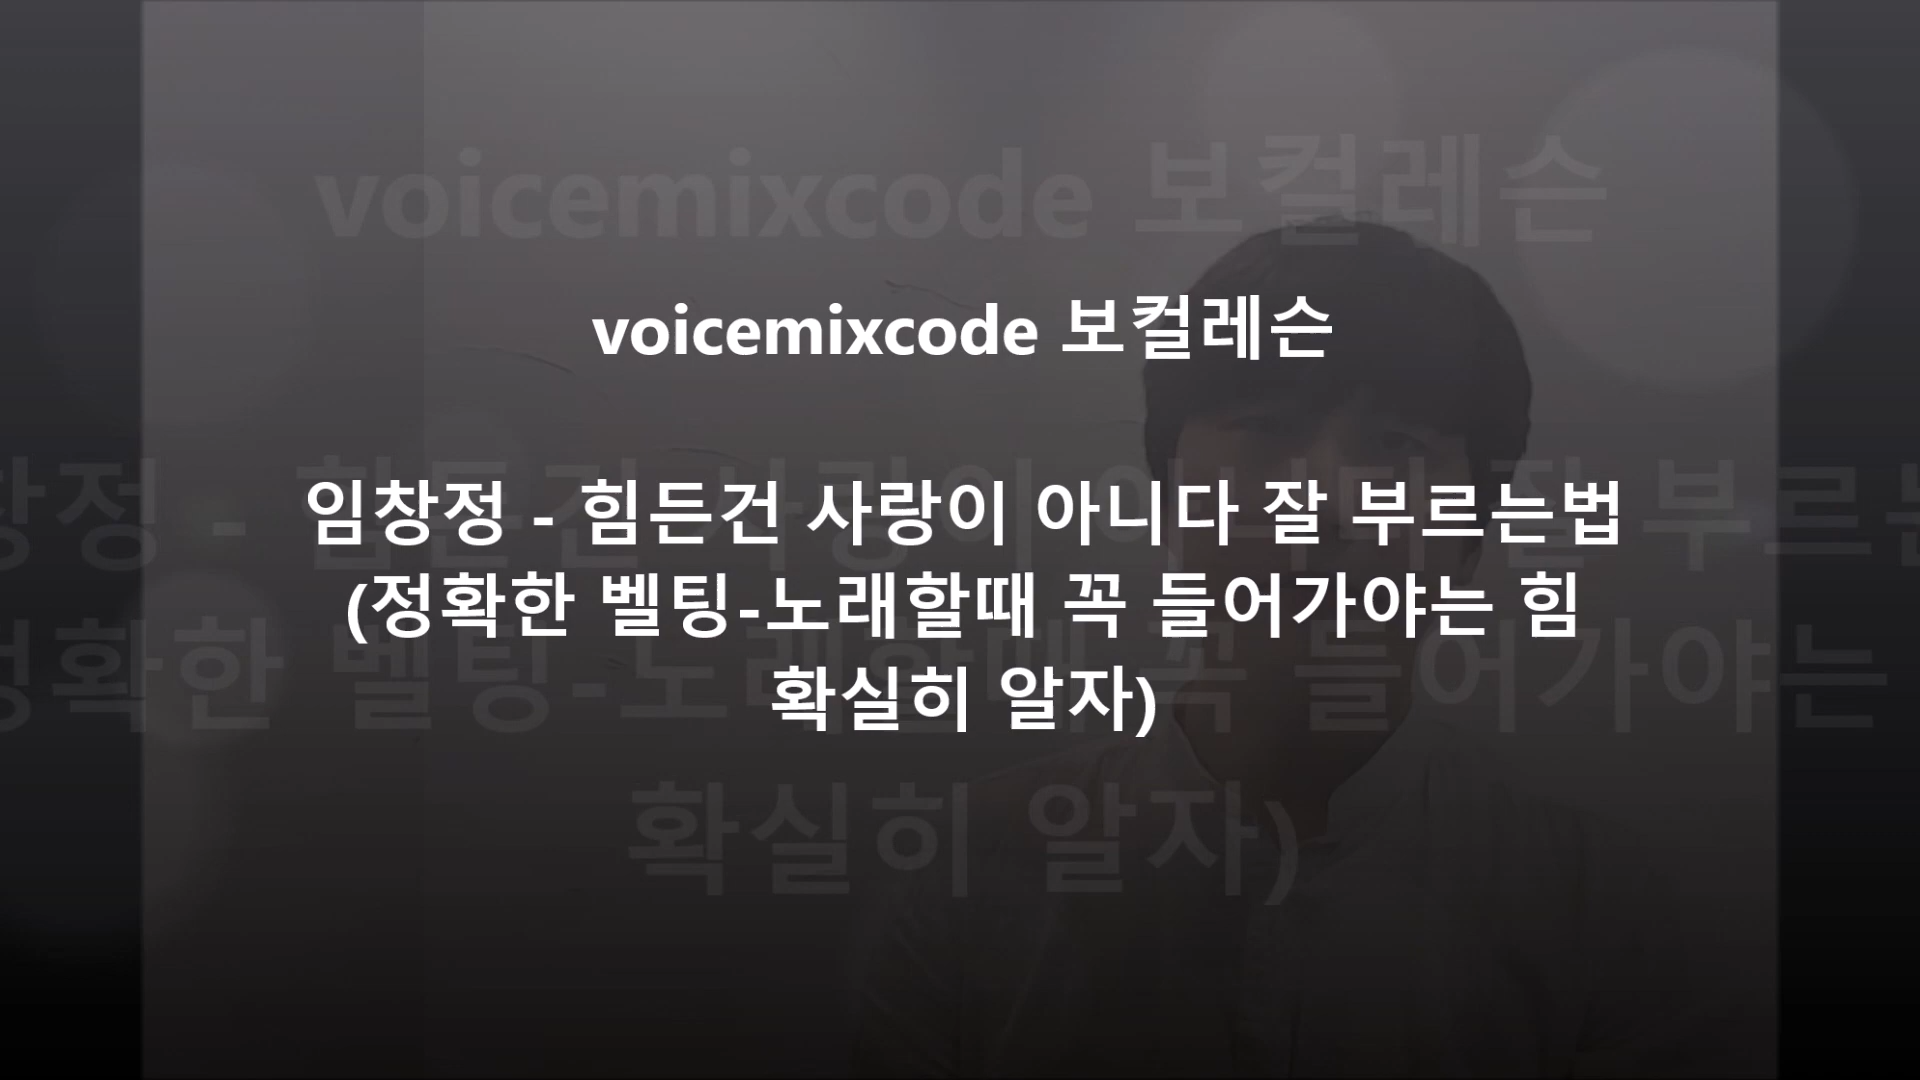 voicemixcode 보컬레슨
임창정 - 힘든건 사랑이 아니다 잘 부르는법
(정확한 벨팅-노래할때 꼭 들어가야는 힘
확실히 알자)